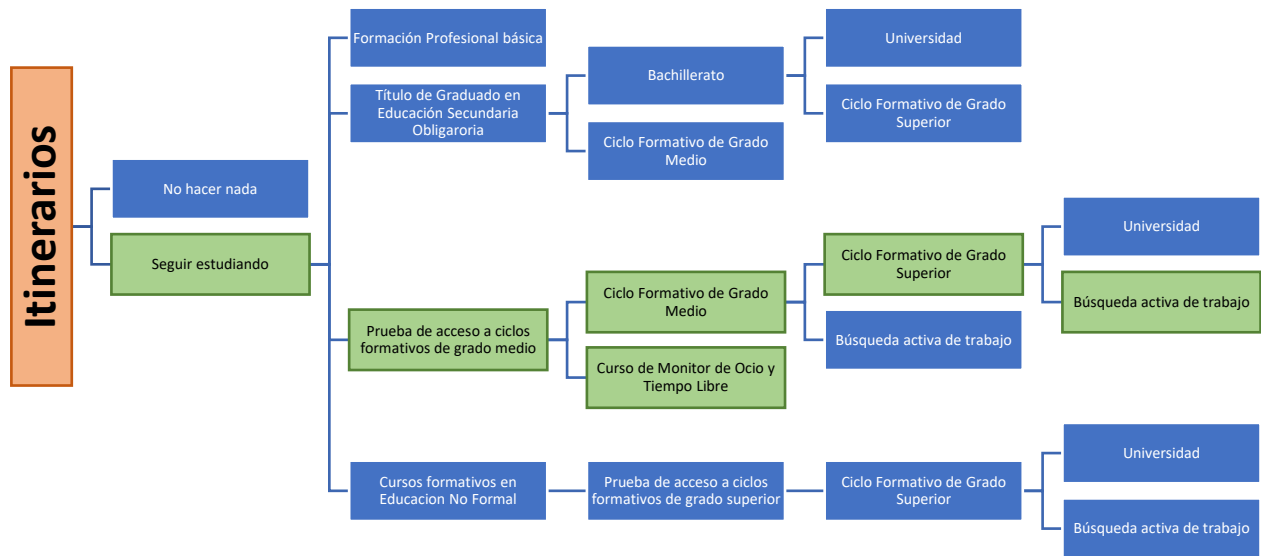 Itinerarios
No hacer nada
Seguir estudiando
Formación Profesional básica
Título de Graduado en
Educación Secundaria
Obligaroria
Bachillerato
Ciclo Formativo de Grado
Medio
Universidad
Ciclo Formativo de Grado
Superior
Prueba de acceso a ciclos
formativos de grado medio
Ciclo Formativo de Grado
Medio
Curso de Monitor de Ocio y
Tiempo Libre
Ciclo Formativo de Grado
Superior
Búsqueda activa de trabajo
Universidad
Búsqueda activa de trabajo
Cursos formativos en
Educacion No Formal
Prueba de acceso a ciclos
formativos de grado superior
Ciclo Formativo de Grado
Superior
Universidad
Búsqueda activa de trabajo